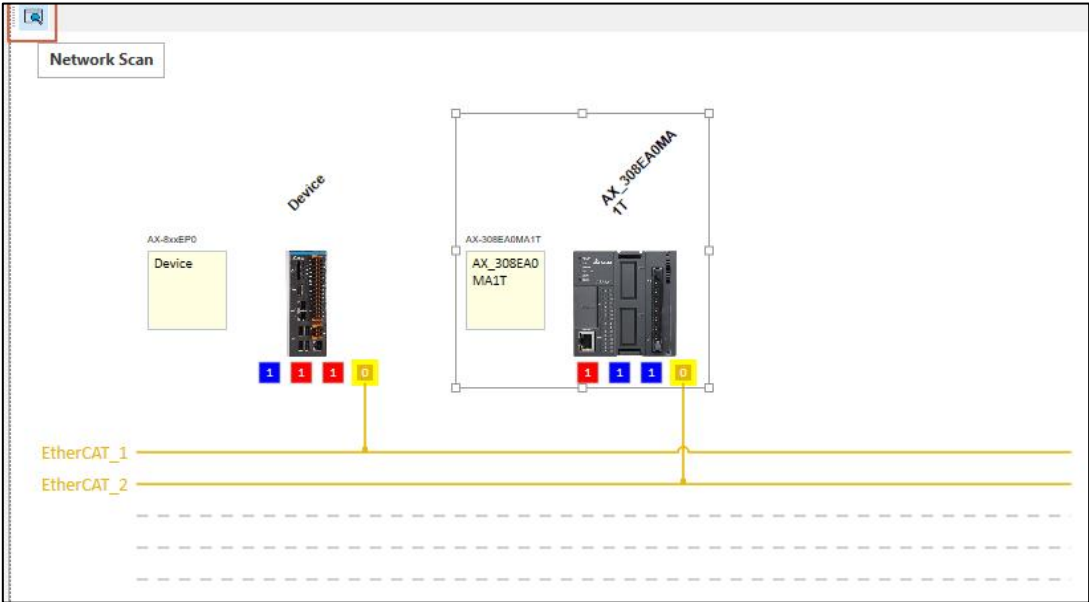 Network Scan
Device
AX_308EA0MA
1T
AX-8xxEP0
Device
AX-308EA0MA1T
AX_308EA0
MA1T
1
1
1
0
1
1
1
0
EtherCAT_1
EtherCAT_2